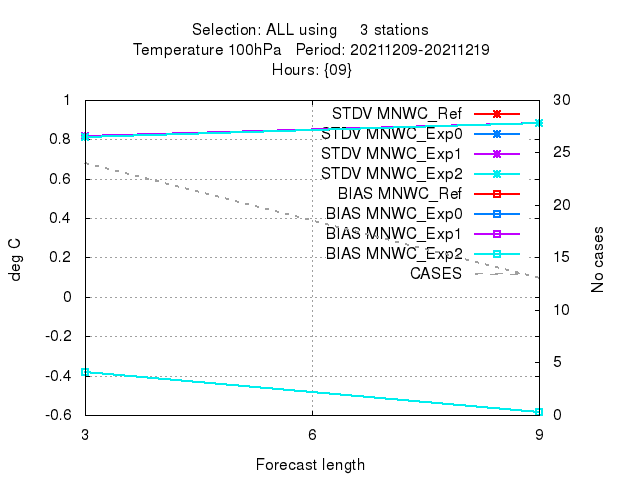 Selection: ALL using 3 stations
Temperature 100hPa Period: 20211209-20211219
Hours: {09}
1
0.8
0.6
0.4
0.2
0
-0.2
-0.4
-0.6
deg C
30
25
20
15
10
5
0
No cases
STDV MNWC_Ref
STDV MNWC_Exp0
STDV MNWC_Exp1
STDV MNWC_Exp2
BIAS MNWC_Ref
BIAS MNWC_Exp0
BIAS MNWC_Exp1
BIAS MNWC_Exp2
CASES
3 6 9
Forecast length